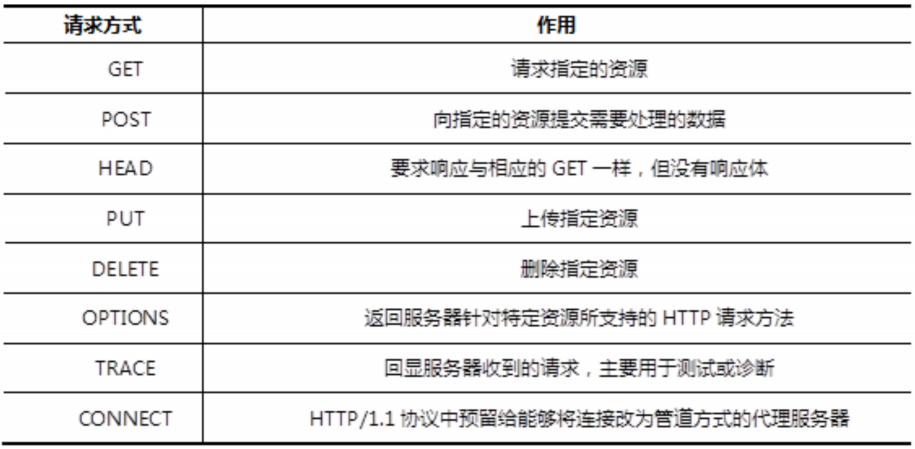 请求方式 作用
GET 请求指定的资源
POST 向指定的资源提交需要处理的数据
HEAD 要求响应与相应的 GET 一样，但没有响应体
PUT 上传指定资源
DELETE 删除指定资源
OPTIONS 返回服务器针对特定资源所支持的 HTTP 请求方法
TRACE 回显服务器收到的请求，主要用于测试或诊断
CONNECT HTTP/1.1 协议中预留给能够将连接改为管道方式的代理服务器